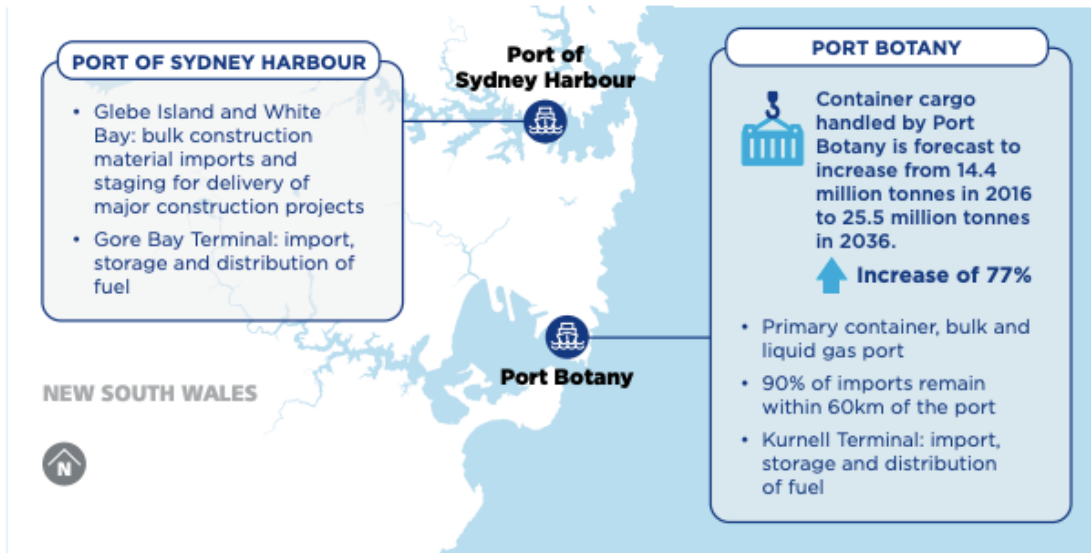 PORT OF SYDNEY HARBOUR
• Glebe Island and White
Bay: bulk construction
material imports and
staging for delivery of
major construction projects
• Gore Bay Terminal: import,
storage and distribution of
fuel
Port of
Sydney Harbour
Port Botany
NEW SOUTH WALES
N
PORT BOTANY
Container cargo
handled by Port
Botany is forecast to
increase from 14.4
million tonnes in 2016
to 25.5 million tonnes
in 2036.
Increase of 77%
• Primary container, bulk and
liquid gas port
• 90% of imports remain
within 60km of the port
• Kurnell Terminal: import,
storage and distribution
of fuel